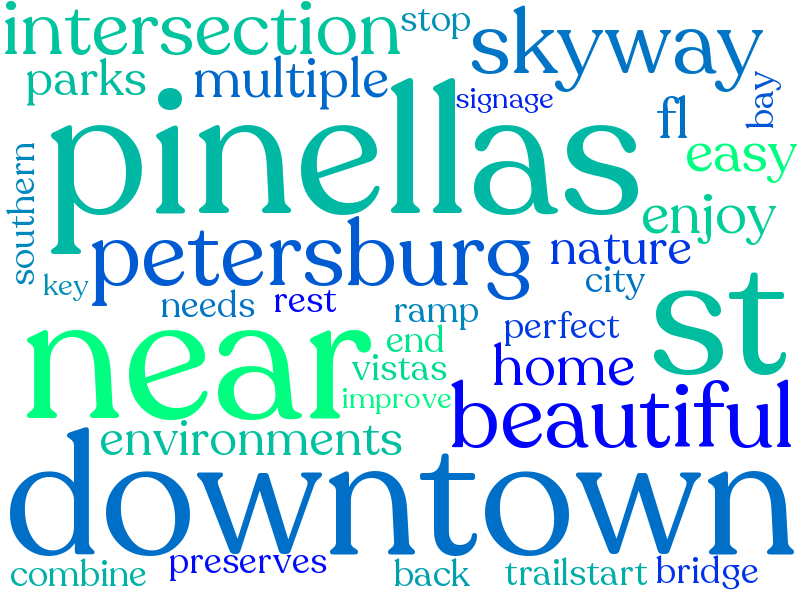 intersection
stop
skyway
parks
multiple
signage
bay
pinellas
fl
easy
southern
enjoy
petersburg
nature
key
city
needs
rest
ramp
st
near
end
perfect
vistas
home
improve
beautiful
environments
downtown
combine
preserves
back
trailstart
bridge